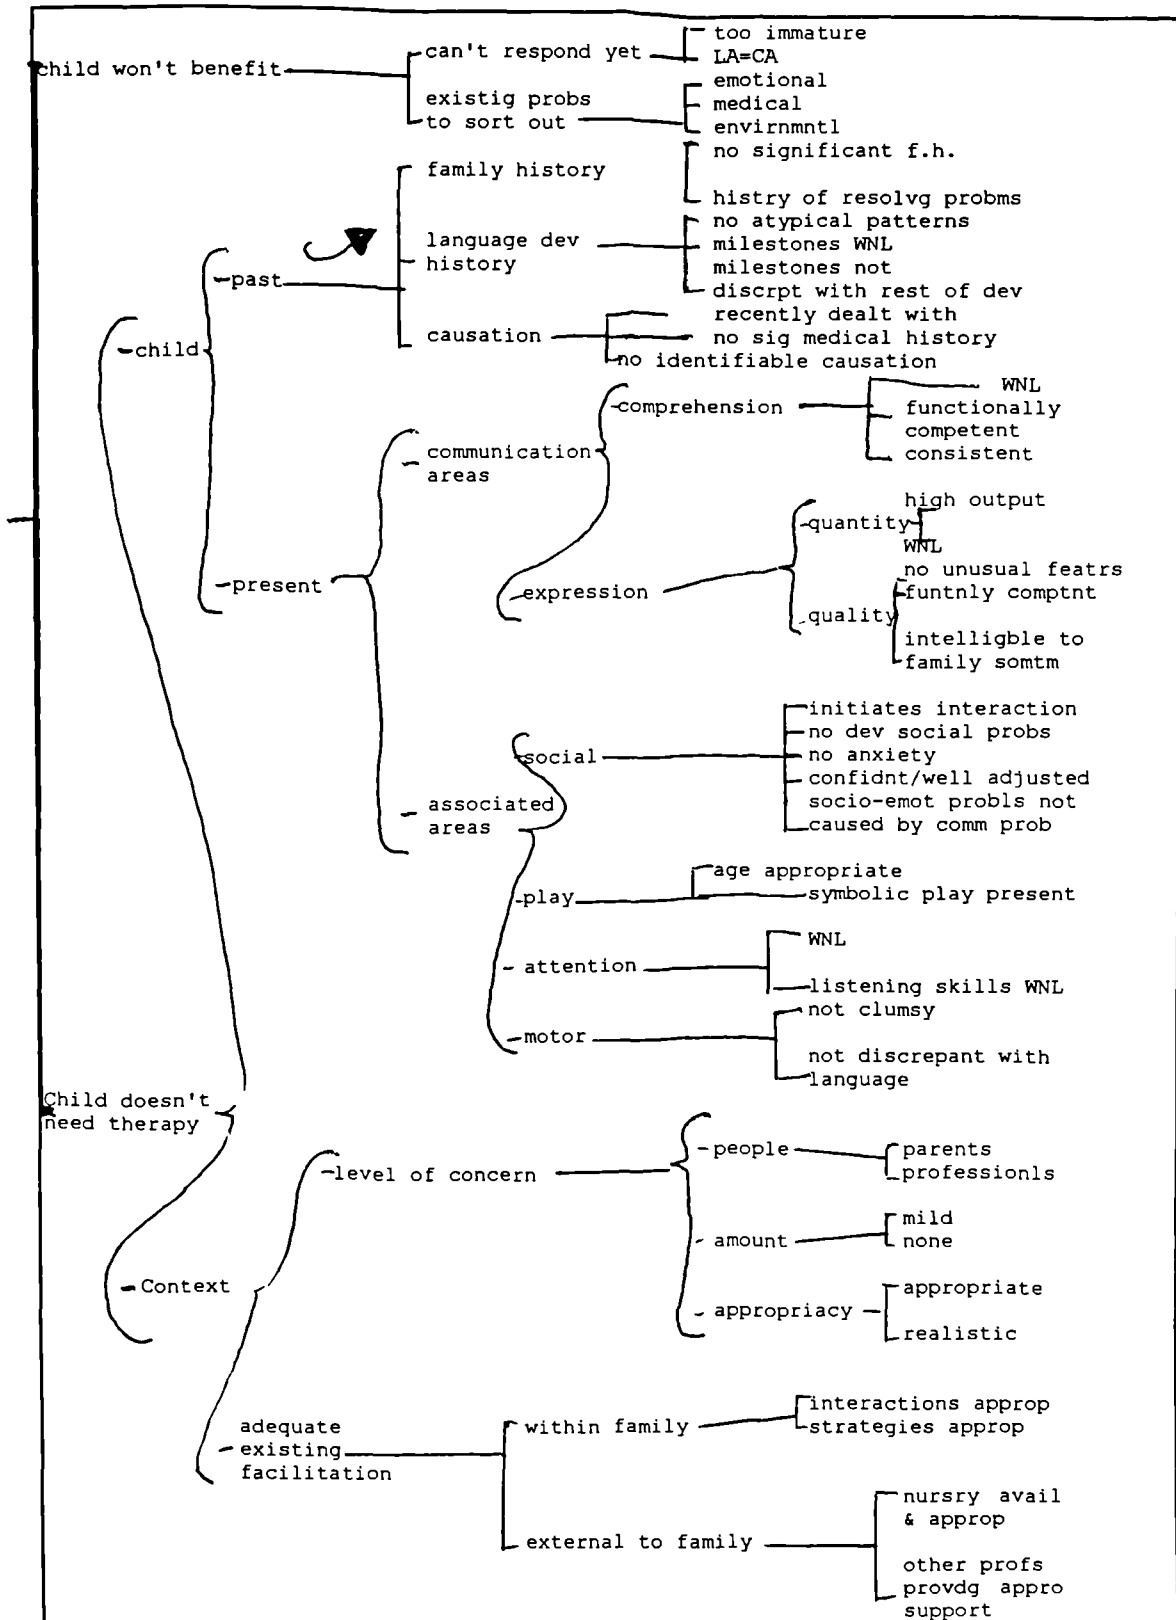 too immature
can't respond yet
LA=CA
child won't benefit
emotional
existig probs
medical
to sort out
envirnmntl
no significant f.h.
family history
histry of resolvg probms
no atypical patterns
language dev
milestones WNL
history
milestones not
past
discrpt with rest of dev
recently dealt with
causation
no sig medical history
child
no identifiable causation
WNL
comprehension
functionally
competent
communication
consistent
areas
high output
quantity
WNL
no unusual featrs
present
expression
funtnly comptnt
quality
intelligble to
family somtm
initiates interaction
no dev social probs
social
no anxiety
confidnt/well adjusted
associated
socio-emot probls not
areas
caused by comm prob
age appropriate
play
symbolic play present
WNL
attention
listening skills WNL
not clumsy
motor
not discrepant with
language
Child doesn't
need therapy
people
parents
level of concern
professionls
mild
amount
none
Context
appropriate
appropriacy
realistic
interactions approp
adequate
within family
strategies approp
existing
facilitation
nursry avail
& approp
external to family
other profs
provdg appro
support